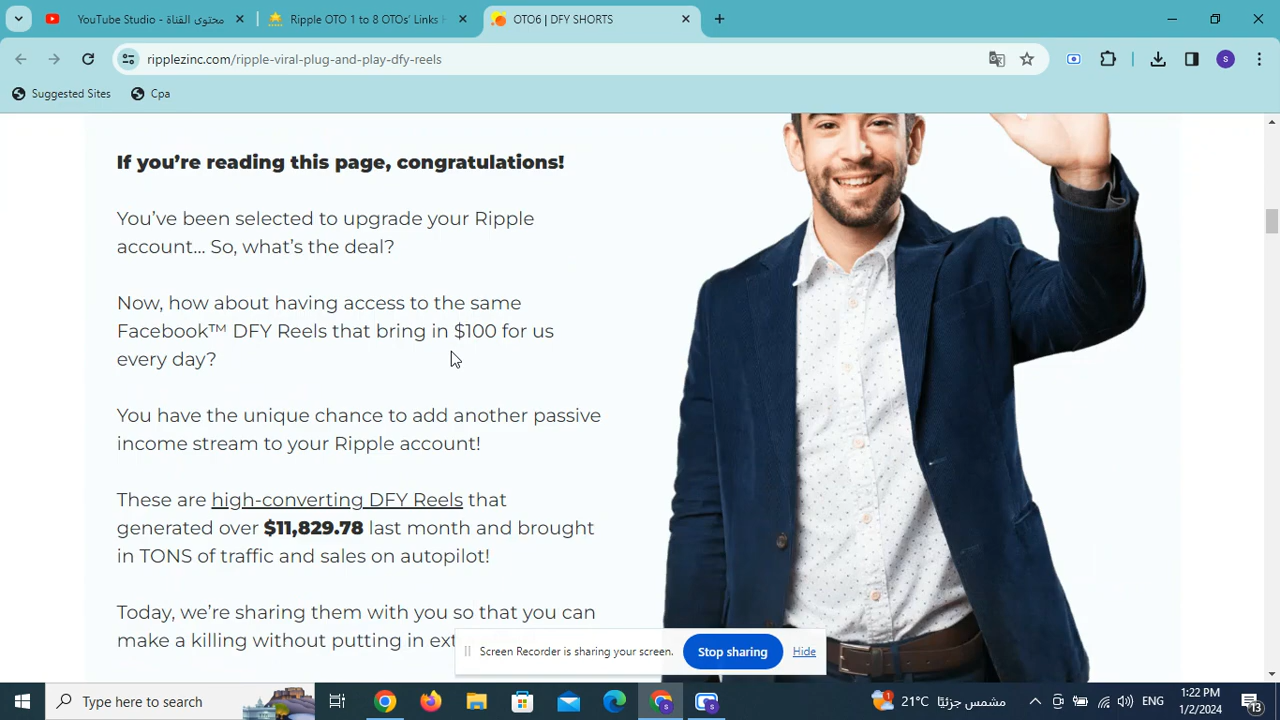 YouTube Studio - محتوى القناة
Ripple OTO 1 to 8 OTOs' Links
OTO6 | DFY SHORTS
ripplezinc.com/ripple-viral-plug-and-play-dfy-reels
S
Suggested Sites
Cpa
If you’re reading this page, congratulations!
You’ve been selected to upgrade your Ripple
account... So, what’s the deal?
Now, how about having access to the same
Facebook™ DFY Reels that bring in $100 for us
every day?
You have the unique chance to add another passive
income stream to your Ripple account!
These are high-converting DFY Reels that
generated over $11,829.78 last month and brought
in TONS of traffic and sales on autopilot!
Today, we’re sharing them with you so that you can
make a killing without putting in
Screen Recorder is sharing your screen.
Stop sharing
Hide
Type here to search
1
21°C
مشمس جزئيًا
ENG
1:22 PM
1/2/2024
13